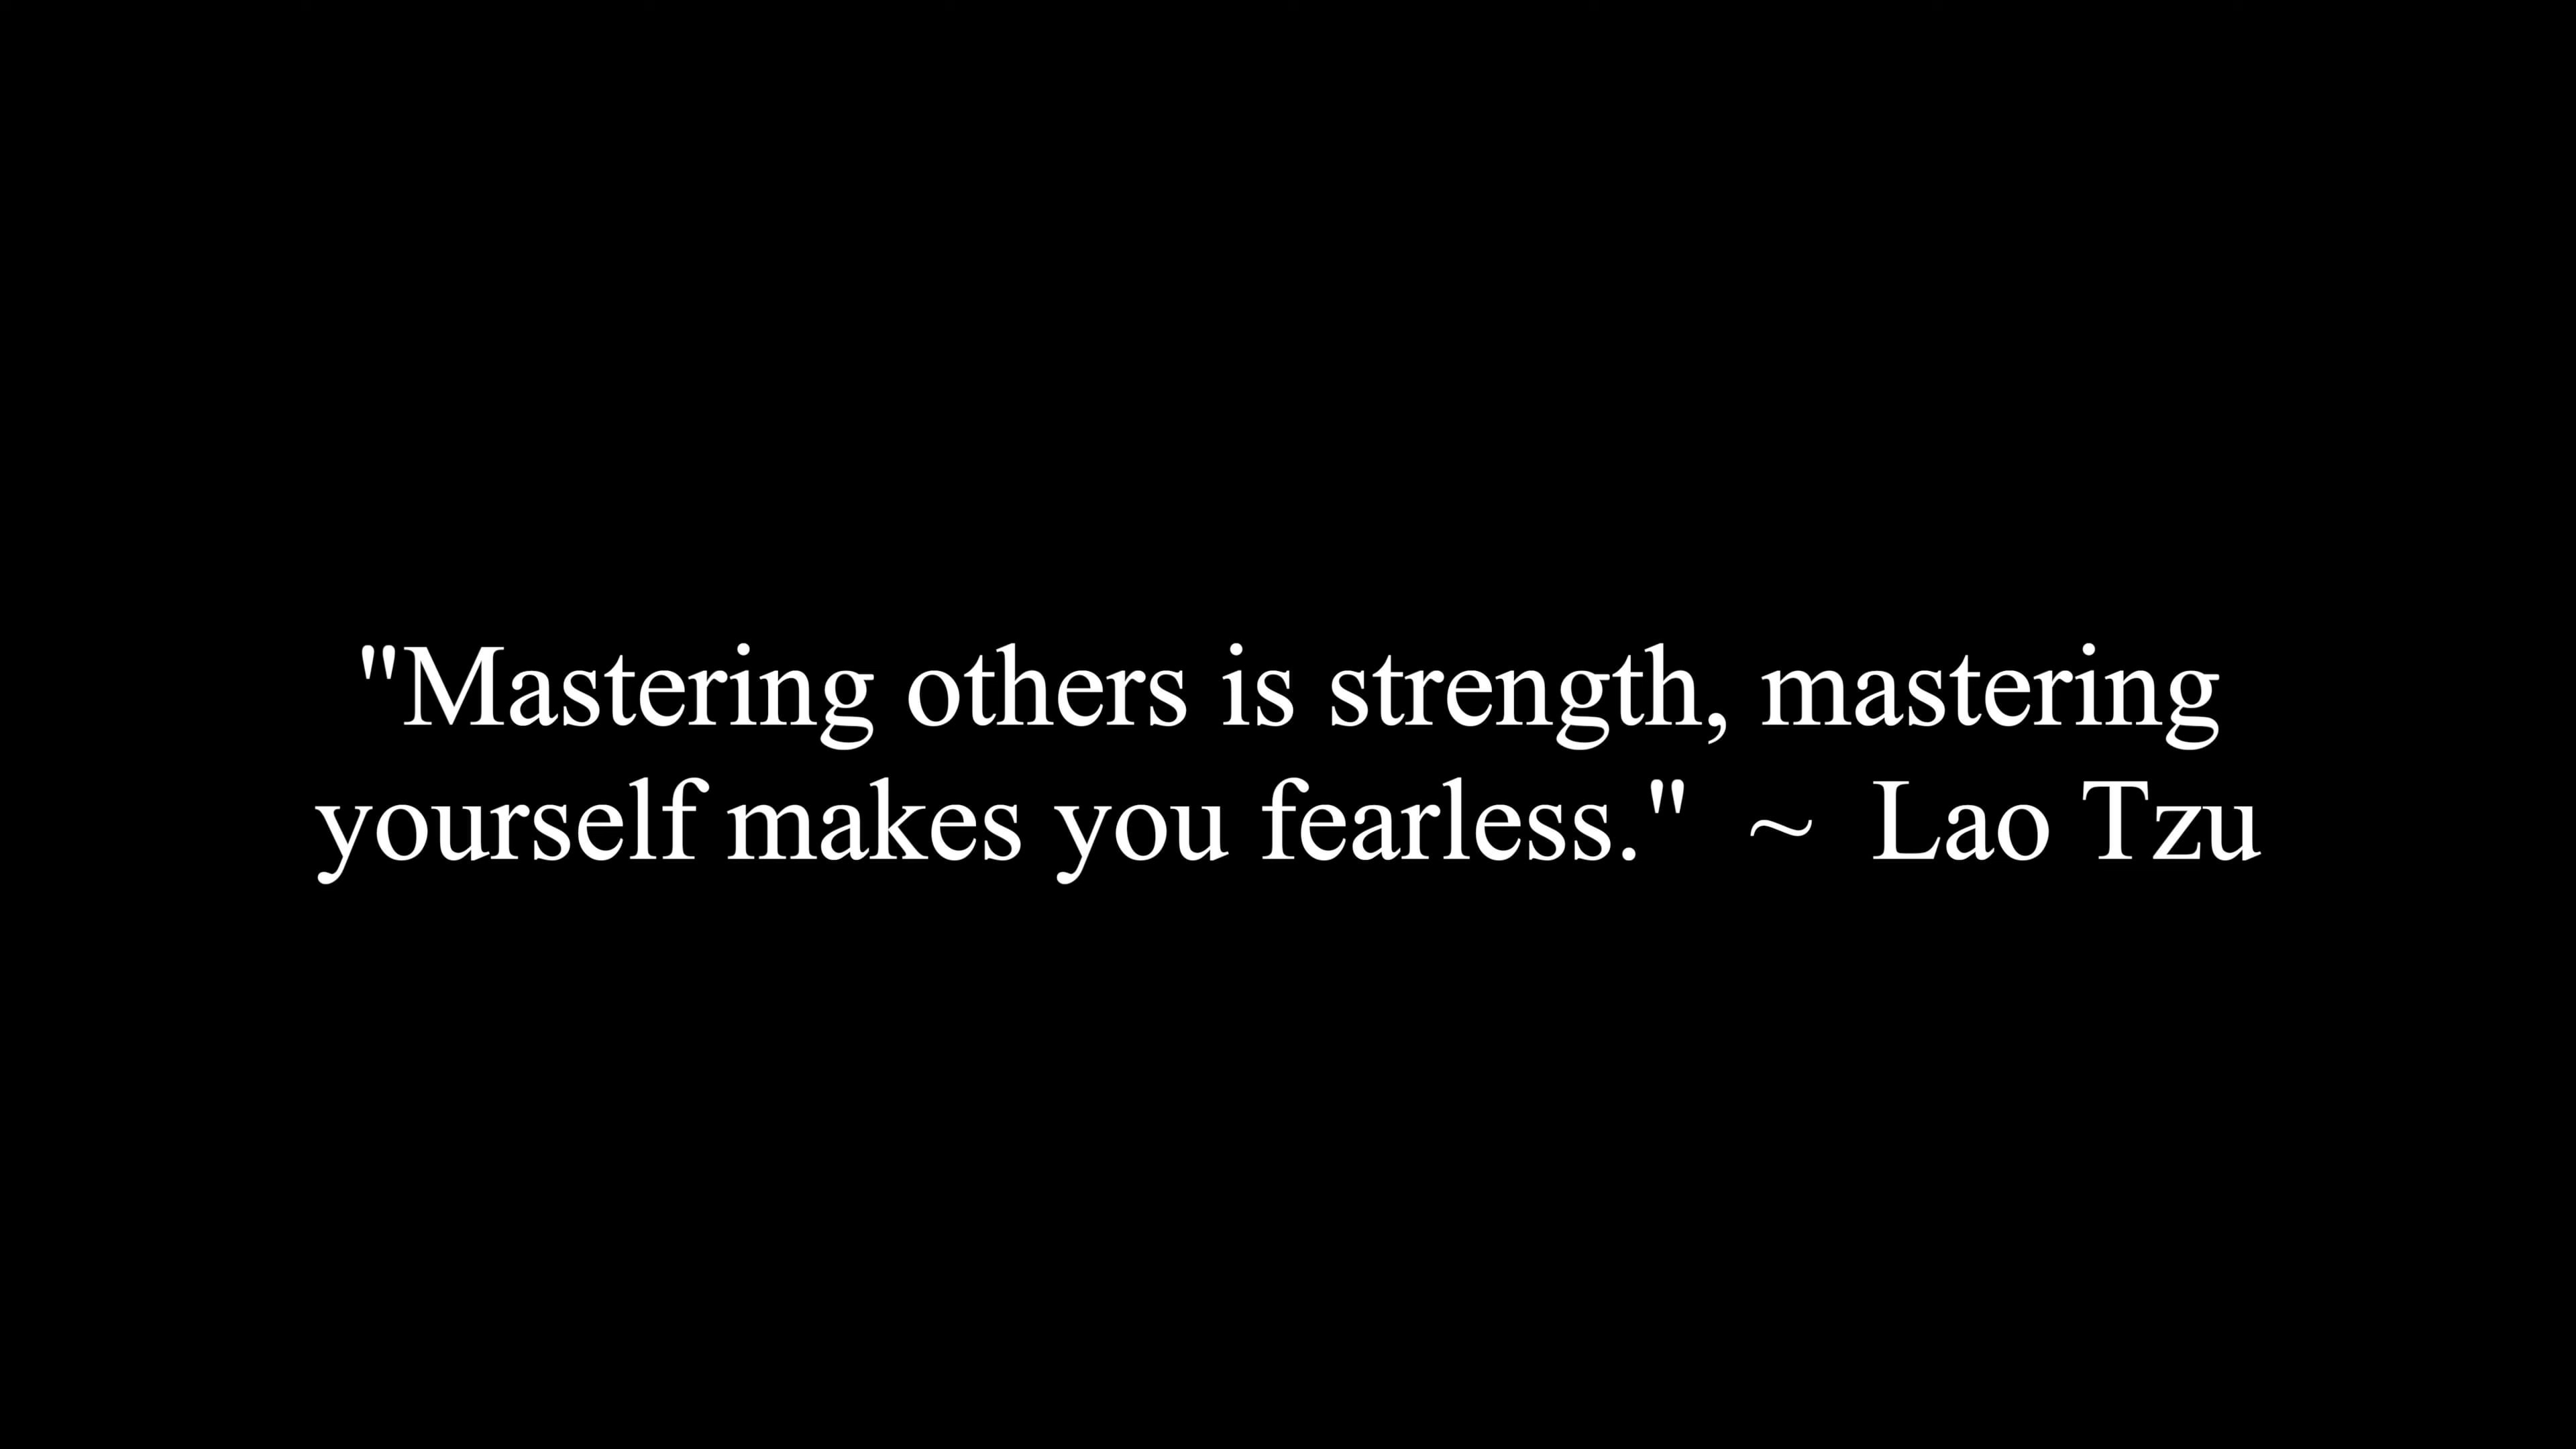 "Mastering others is strength, mastering
yourself makes you fearless."  ~  Lao Tzu